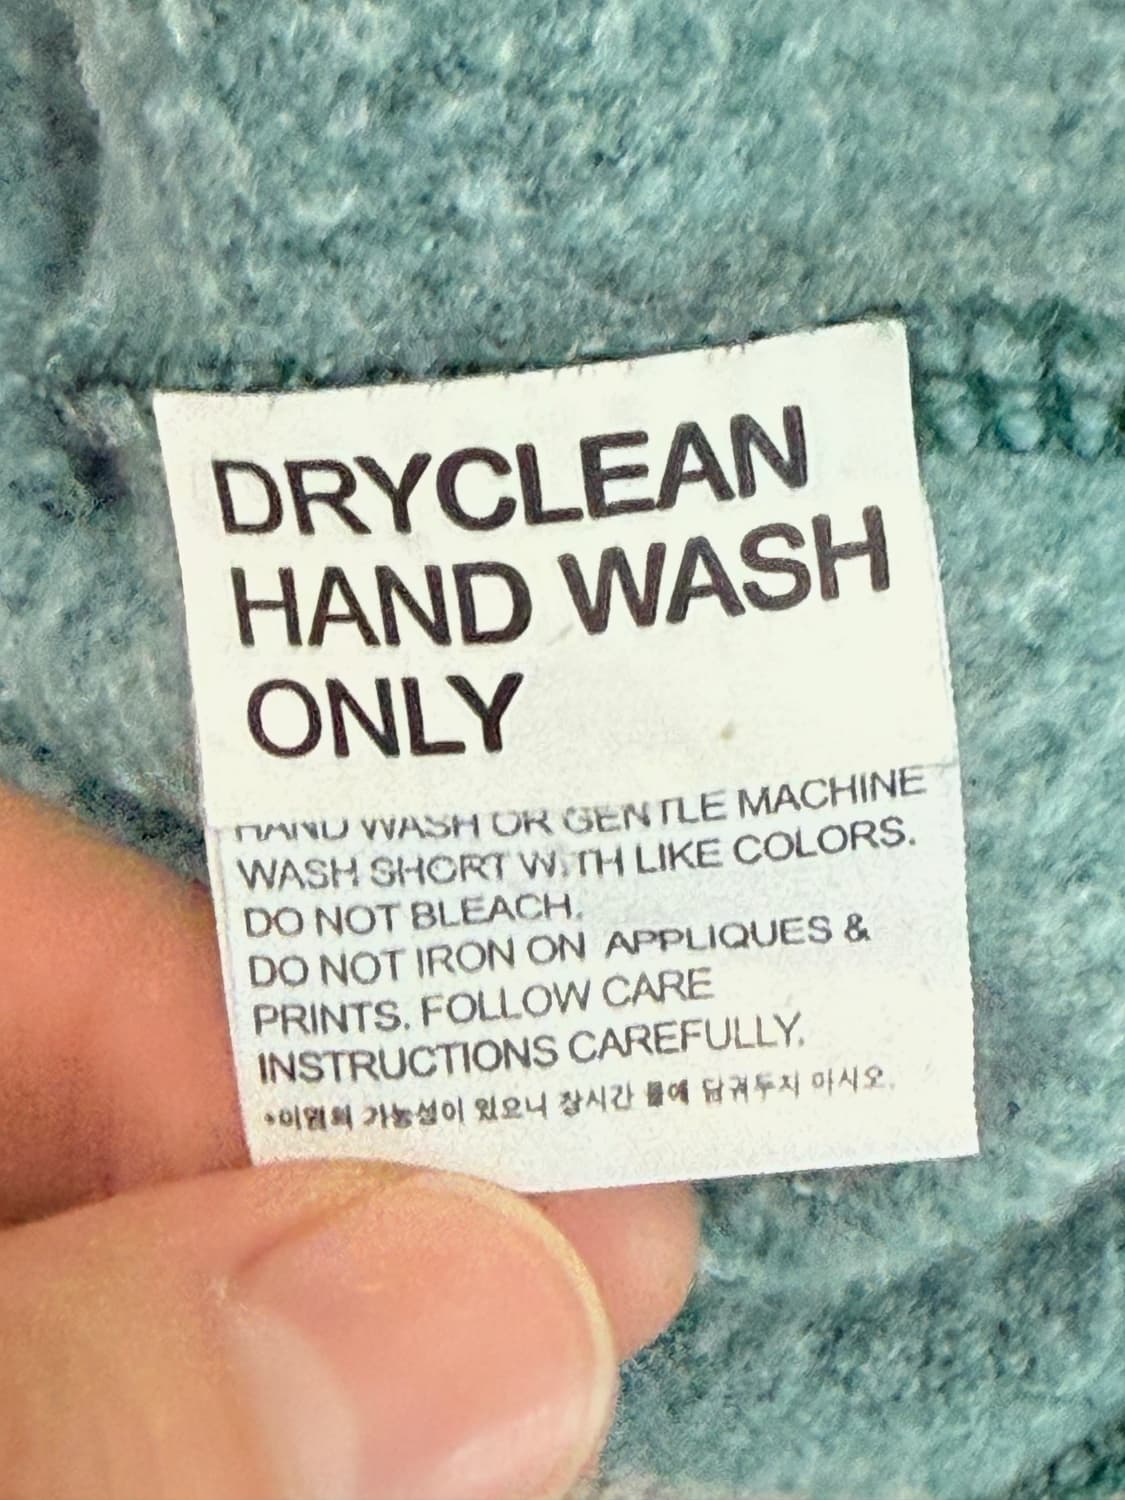 DRYCLEAN
HAND WASH
ONLY
HAND WASH OR GENTLE MACHINE
WASH SHORT WITH LIKE COLORS.
DO NOT BLEACH.
DO NOT IRON ON APPLIQUES &
PRINTS. FOLLOW CARE
INSTRUCTIONS CAREFULLY.
*이염의 가능성이 있으니 장시간 물에 담궈두지 마시오.